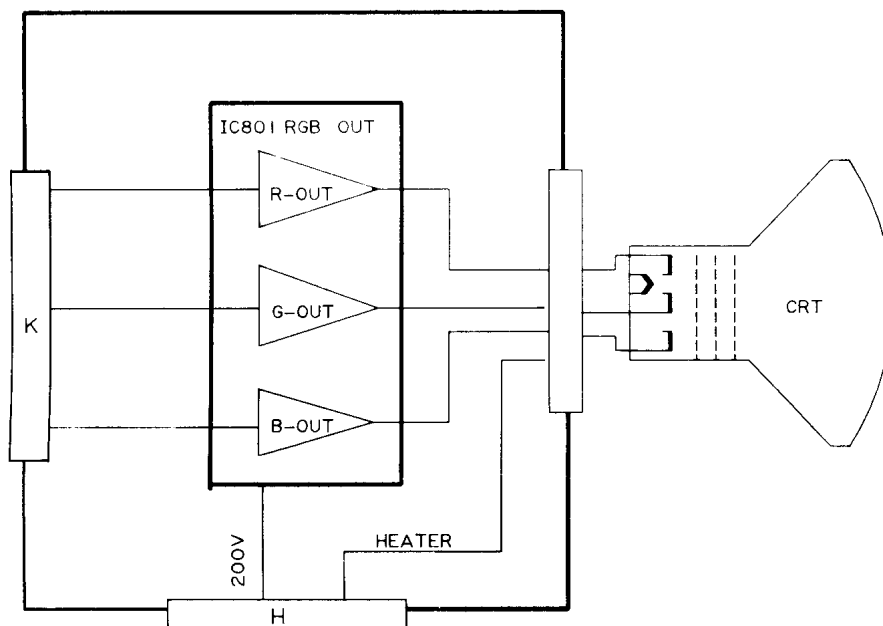 IC801 RGB OUT
R-OUT
G-OUT
K
CRT
B-OUT
HEATER
200V
H